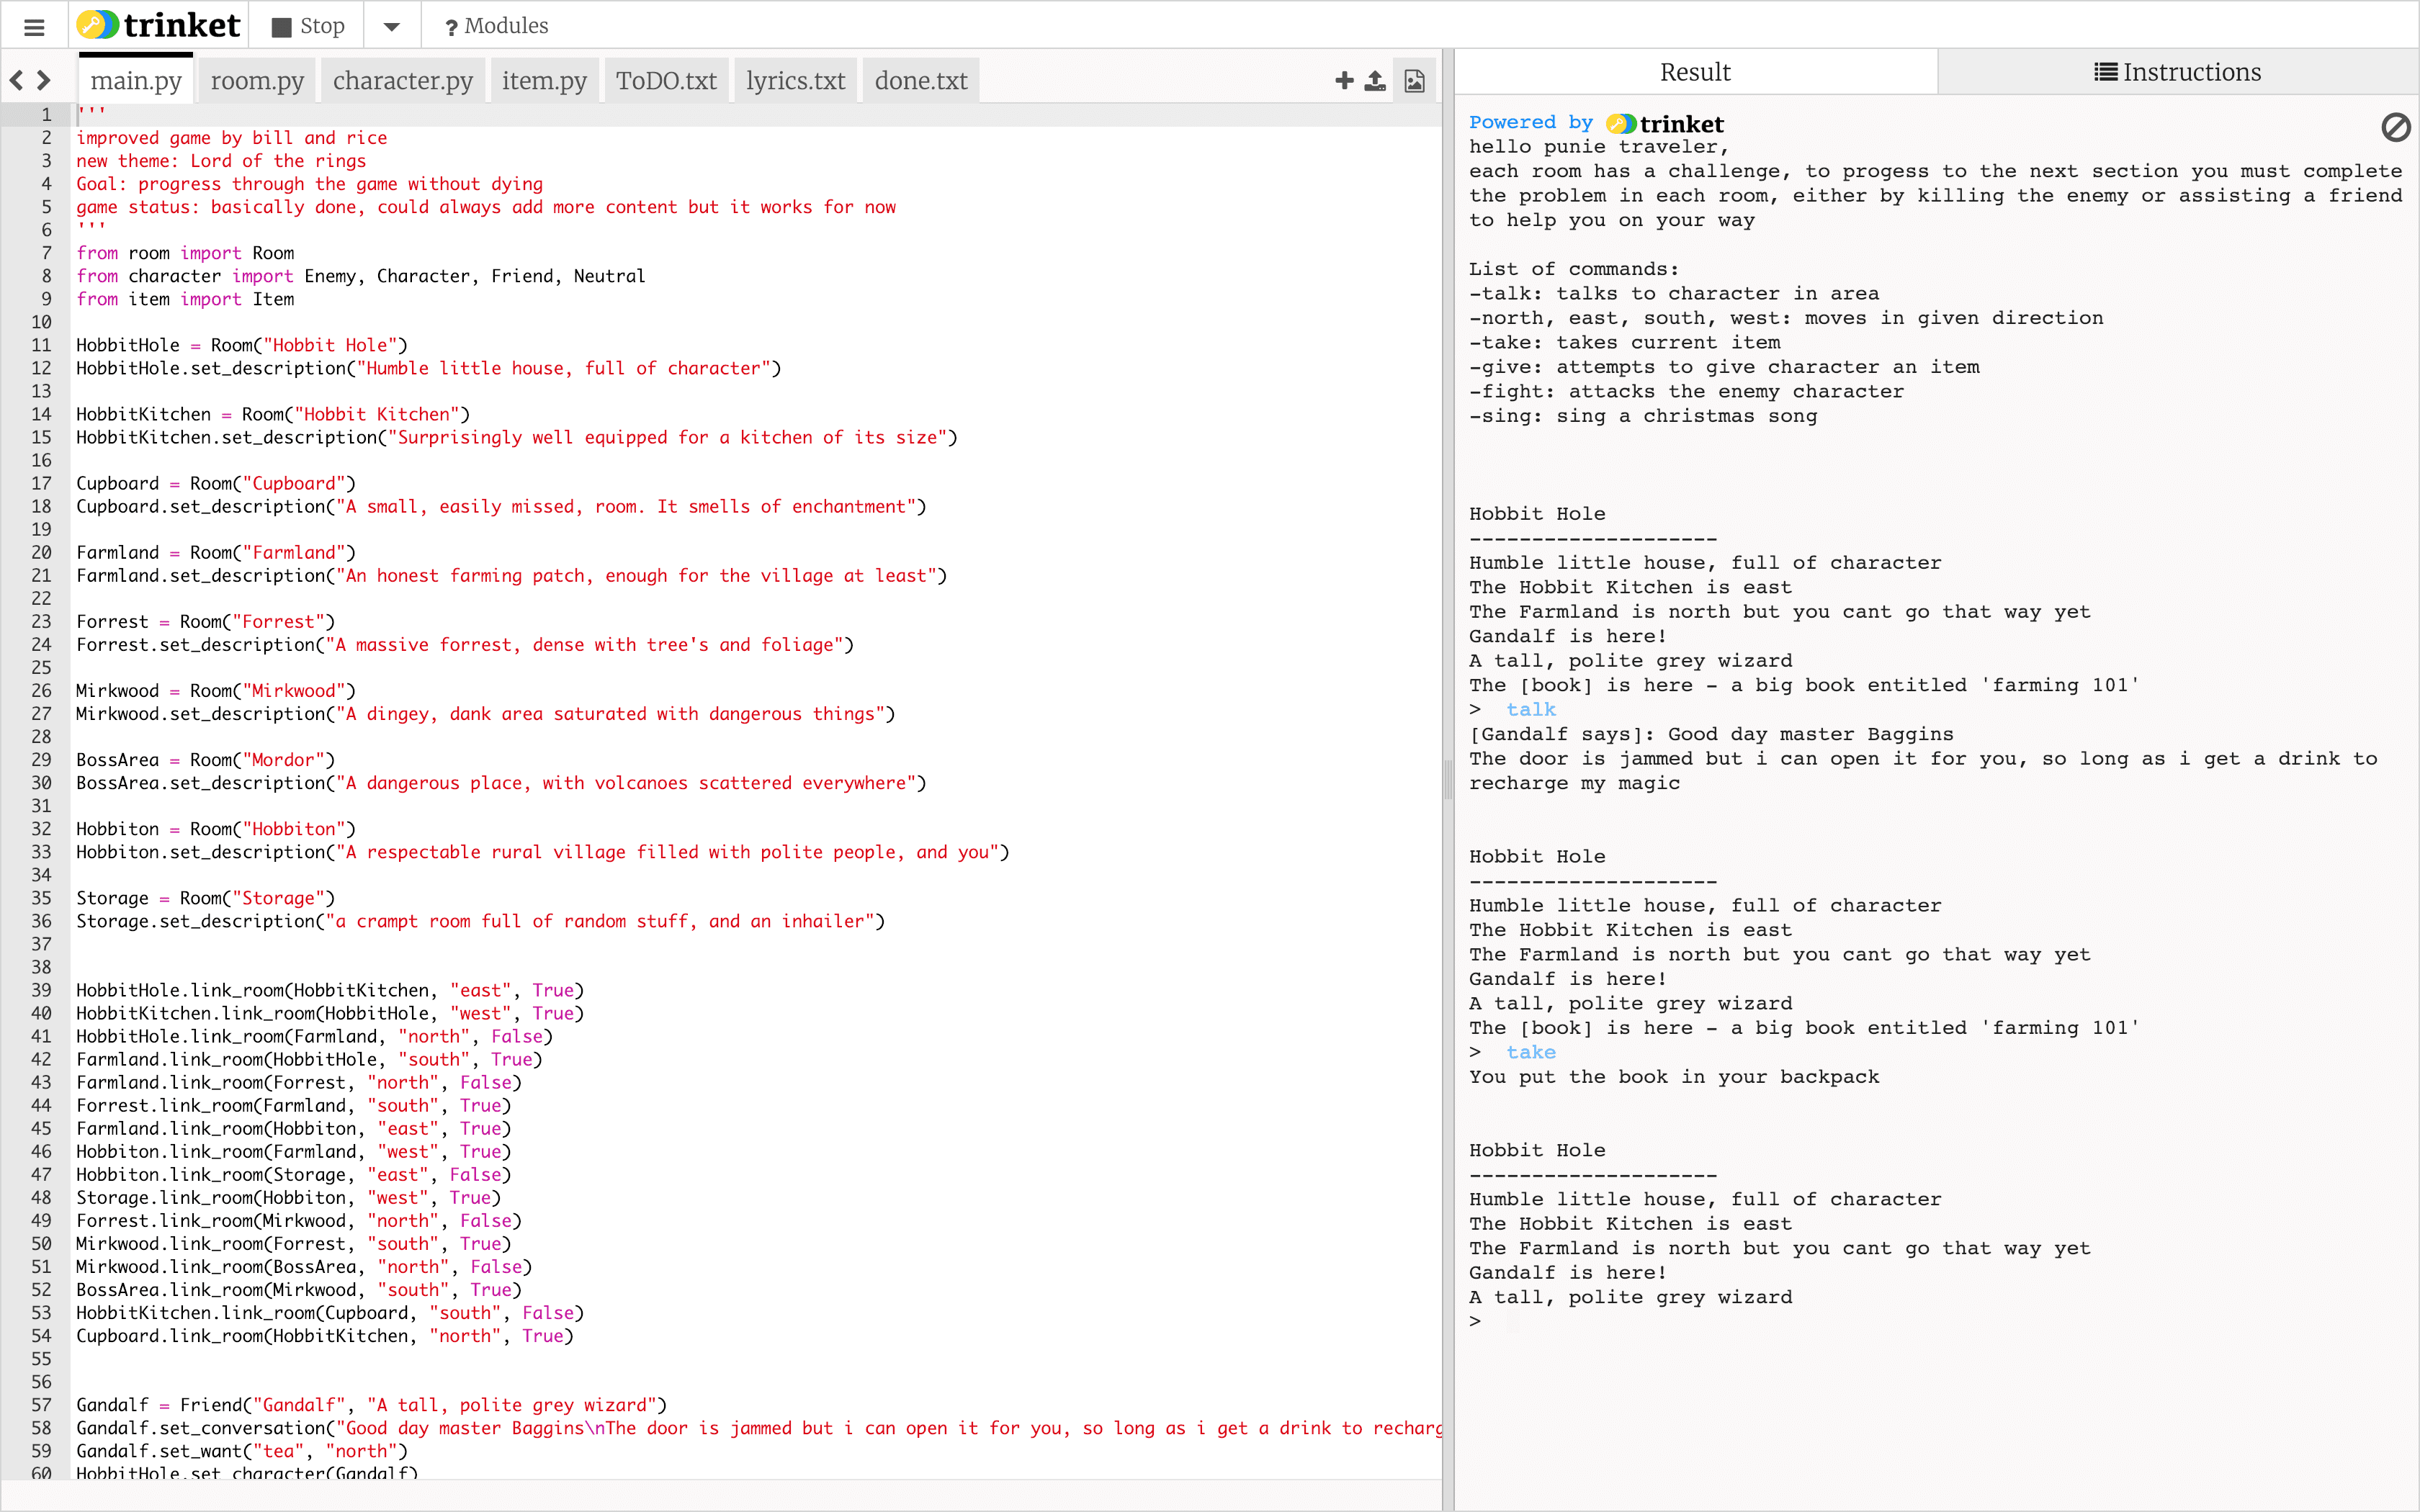 trinket
Stop
? Modules
main.py
room.py
character.py
item.py
ToDO.txt
lyrics.txt
done.txt
1 '''
2 improved game by bill and rice
3 new theme: Lord of the rings
4 Goal: progress through the game without dying
5 game status: basically done, could always add more content but it works for now
6 '''
7 from room import Room
8 from character import Enemy, Character, Friend, Neutral
9 from item import Item
10
11 HobbitHole = Room("Hobbit Hole")
12 HobbitHole.set_description("Humble little house, full of character")
13
14 HobbitKitchen = Room("Hobbit Kitchen")
15 HobbitKitchen.set_description("Surprisingly well equipped for a kitchen of its size")
16
17 Cupboard = Room("Cupboard")
18 Cupboard.set_description("A small, easily missed, room. It smells of enchantment")
19
20 Farmland = Room("Farmland")
21 Farmland.set_description("An honest farming patch, enough for the village at least")
22
23 Forrest = Room("Forrest")
24 Forrest.set_description("A massive forrest, dense with tree's and foliage")
25
26 Mirkwood = Room("Mirkwood")
27 Mirkwood.set_description("A dingey, dank area saturated with dangerous things")
28
29 BossArea = Room("Mordor")
30 BossArea.set_description("A dangerous place, with volcanoes scattered everywhere")
31
32 Hobbiton = Room("Hobbiton")
33 Hobbiton.set_description("A respectable rural village filled with polite people, and you")
34
35 Storage = Room("Storage")
36 Storage.set_description("a crampt room full of random stuff, and an inhailer")
37
38
39 HobbitHole.link_room(HobbitKitchen, "east", True)
40 HobbitKitchen.link_room(HobbitHole, "west", True)
41 HobbitHole.link_room(Farmland, "north", False)
42 Farmland.link_room(HobbitHole, "south", True)
43 Farmland.link_room(Forrest, "north", False)
44 Forrest.link_room(Farmland, "south", True)
45 Farmland.link_room(Hobbiton, "east", True)
46 Hobbiton.link_room(Farmland, "west", True)
47 Hobbiton.link_room(Storage, "east", False)
48 Storage.link_room(Hobbiton, "west", True)
49 Forrest.link_room(Mirkwood, "north", False)
50 Mirkwood.link_room(Forrest, "south", True)
51 Mirkwood.link_room(BossArea, "north", False)
52 BossArea.link_room(Mirkwood, "south", True)
53 HobbitKitchen.link_room(Cupboard, "south", False)
54 Cupboard.link_room(HobbitKitchen, "north", True)
55
56
57 Gandalf = Friend("Gandalf", "A tall, polite grey wizard")
58 Gandalf.set_conversation("Good day master Baggins\nThe door is jammed but i can open it for you, so long as i get a drink to recharg
59 Gandalf.set_want("tea", "north")
60 HobbitHole.set_character(Gandalf)
Result
Instructions
Powered by trinket
hello punie traveler,
each room has a challenge, to progess to the next section you must complete
the problem in each room, either by killing the enemy or assisting a friend
to help you on your way
List of commands:
-talk: talks to character in area
-north, east, south, west: moves in given direction
-take: takes current item
-give: attempts to give character an item
-fight: attacks the enemy character
-sing: sing a christmas song
Hobbit Hole
--------------------
Humble little house, full of character
The Hobbit Kitchen is east
The Farmland is north but you cant go that way yet
Gandalf is here!
A tall, polite grey wizard
The [book] is here - a big book entitled 'farming 101'
> talk
[Gandalf says]: Good day master Baggins
The door is jammed but i can open it for you, so long as i get a drink to
recharge my magic
Hobbit Hole
--------------------
Humble little house, full of character
The Hobbit Kitchen is east
The Farmland is north but you cant go that way yet
Gandalf is here!
A tall, polite grey wizard
The [book] is here - a big book entitled 'farming 101'
> take
You put the book in your backpack
Hobbit Hole
--------------------
Humble little house, full of character
The Hobbit Kitchen is east
The Farmland is north but you cant go that way yet
Gandalf is here!
A tall, polite grey wizard
>